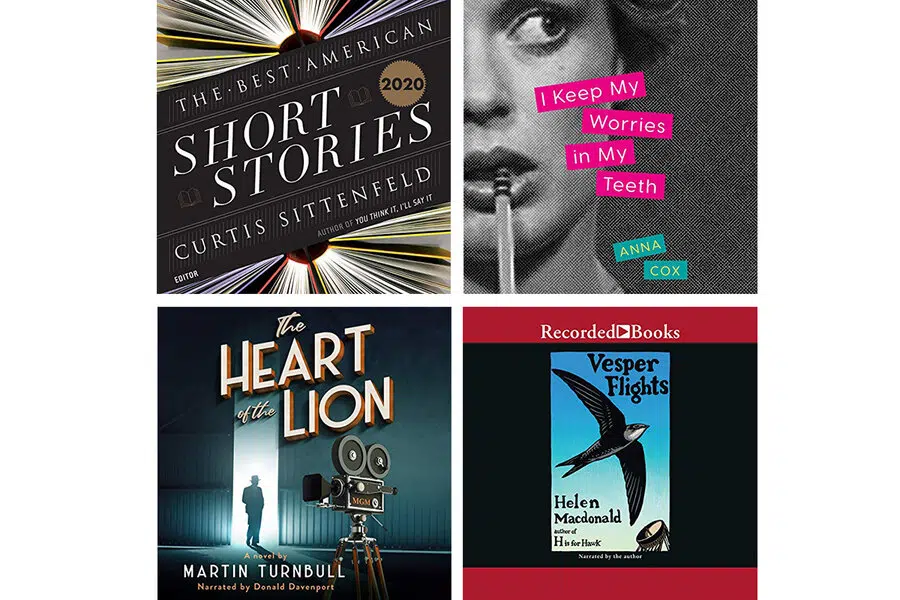 THE·BEST·AMERICAN
2020
SHORT
STORIES
CURTIS SITTENFELD
AUTHOR OF YOU THINK IT, I'LL SAY IT
EDITOR
I Keep My
Worries
in My
Teeth
ANNA
COX
The
HEART
of the
LION
MGM
A novel by
MARTIN TURNBULL
Narrated by Donald Davenport
Recorded Books
Vesper
Flights
Helen
Macdonald
author of
H is for Hawk
Narrated by the author